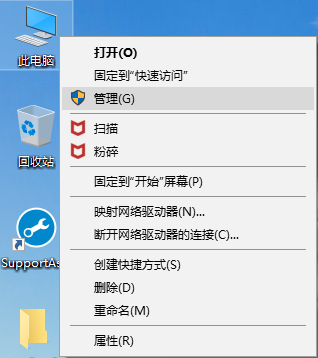 此电脑
回收站
SupportAs
打开(O)
固定到"快速访问"
管理(G)
扫描
粉碎
固定到"开始"屏幕(P)
映射网络驱动器(N)...
断开网络驱动器的连接(C)...
创建快捷方式(S)
删除(D)
重命名(M)
属性(R)